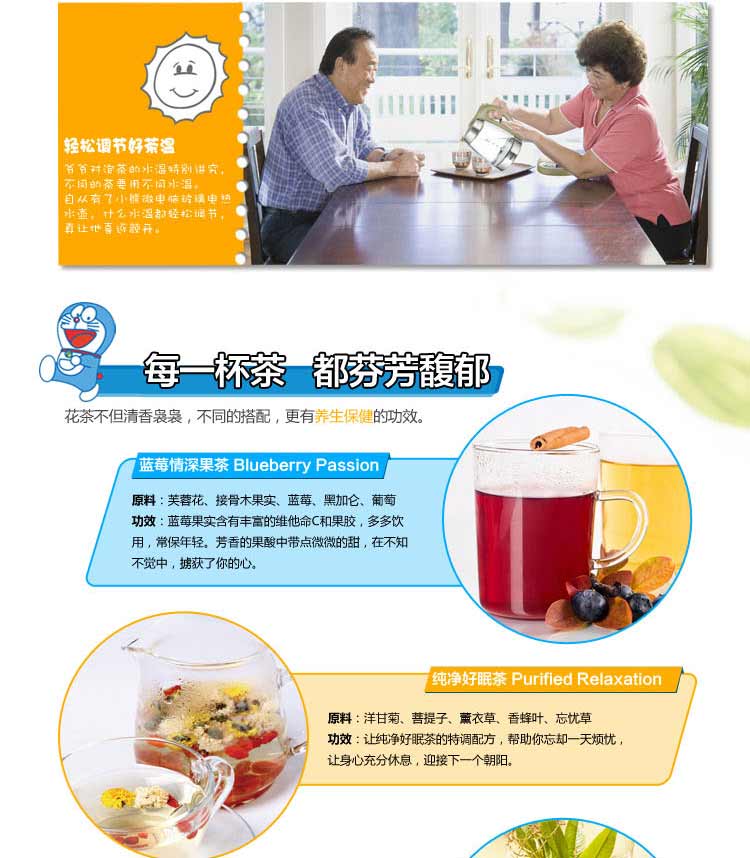 轻松调节好茶温
爷爷对泡茶的水温特别讲究，
不同的茶要用不同水温。
自从有了小熊微电脑玻璃电热
水壶，什么水温都轻松调节，
真让他喜逐颜开。
每一杯茶 都芬芳馥郁
花茶不但清香袅袅，不同的搭配，更有养生保健的功效。
蓝莓情深果茶 Blueberry Passion
原料：芙蓉花、接骨木果实、蓝莓、黑加仑、葡萄
功效：蓝莓果实含有丰富的维他命C和果胶，多多饮
用，常保年轻。芳香的果酸中带点微微的甜，在不知
不觉中，掳获了你的心。
纯净好眠茶 Purified Relaxation
原料：洋甘菊、菩提子、薰衣草、香蜂叶、忘忧草
功效：让纯净好眠茶的特调配方，帮助你忘却一天烦忧，
让身心充分休息，迎接下一个朝阳。